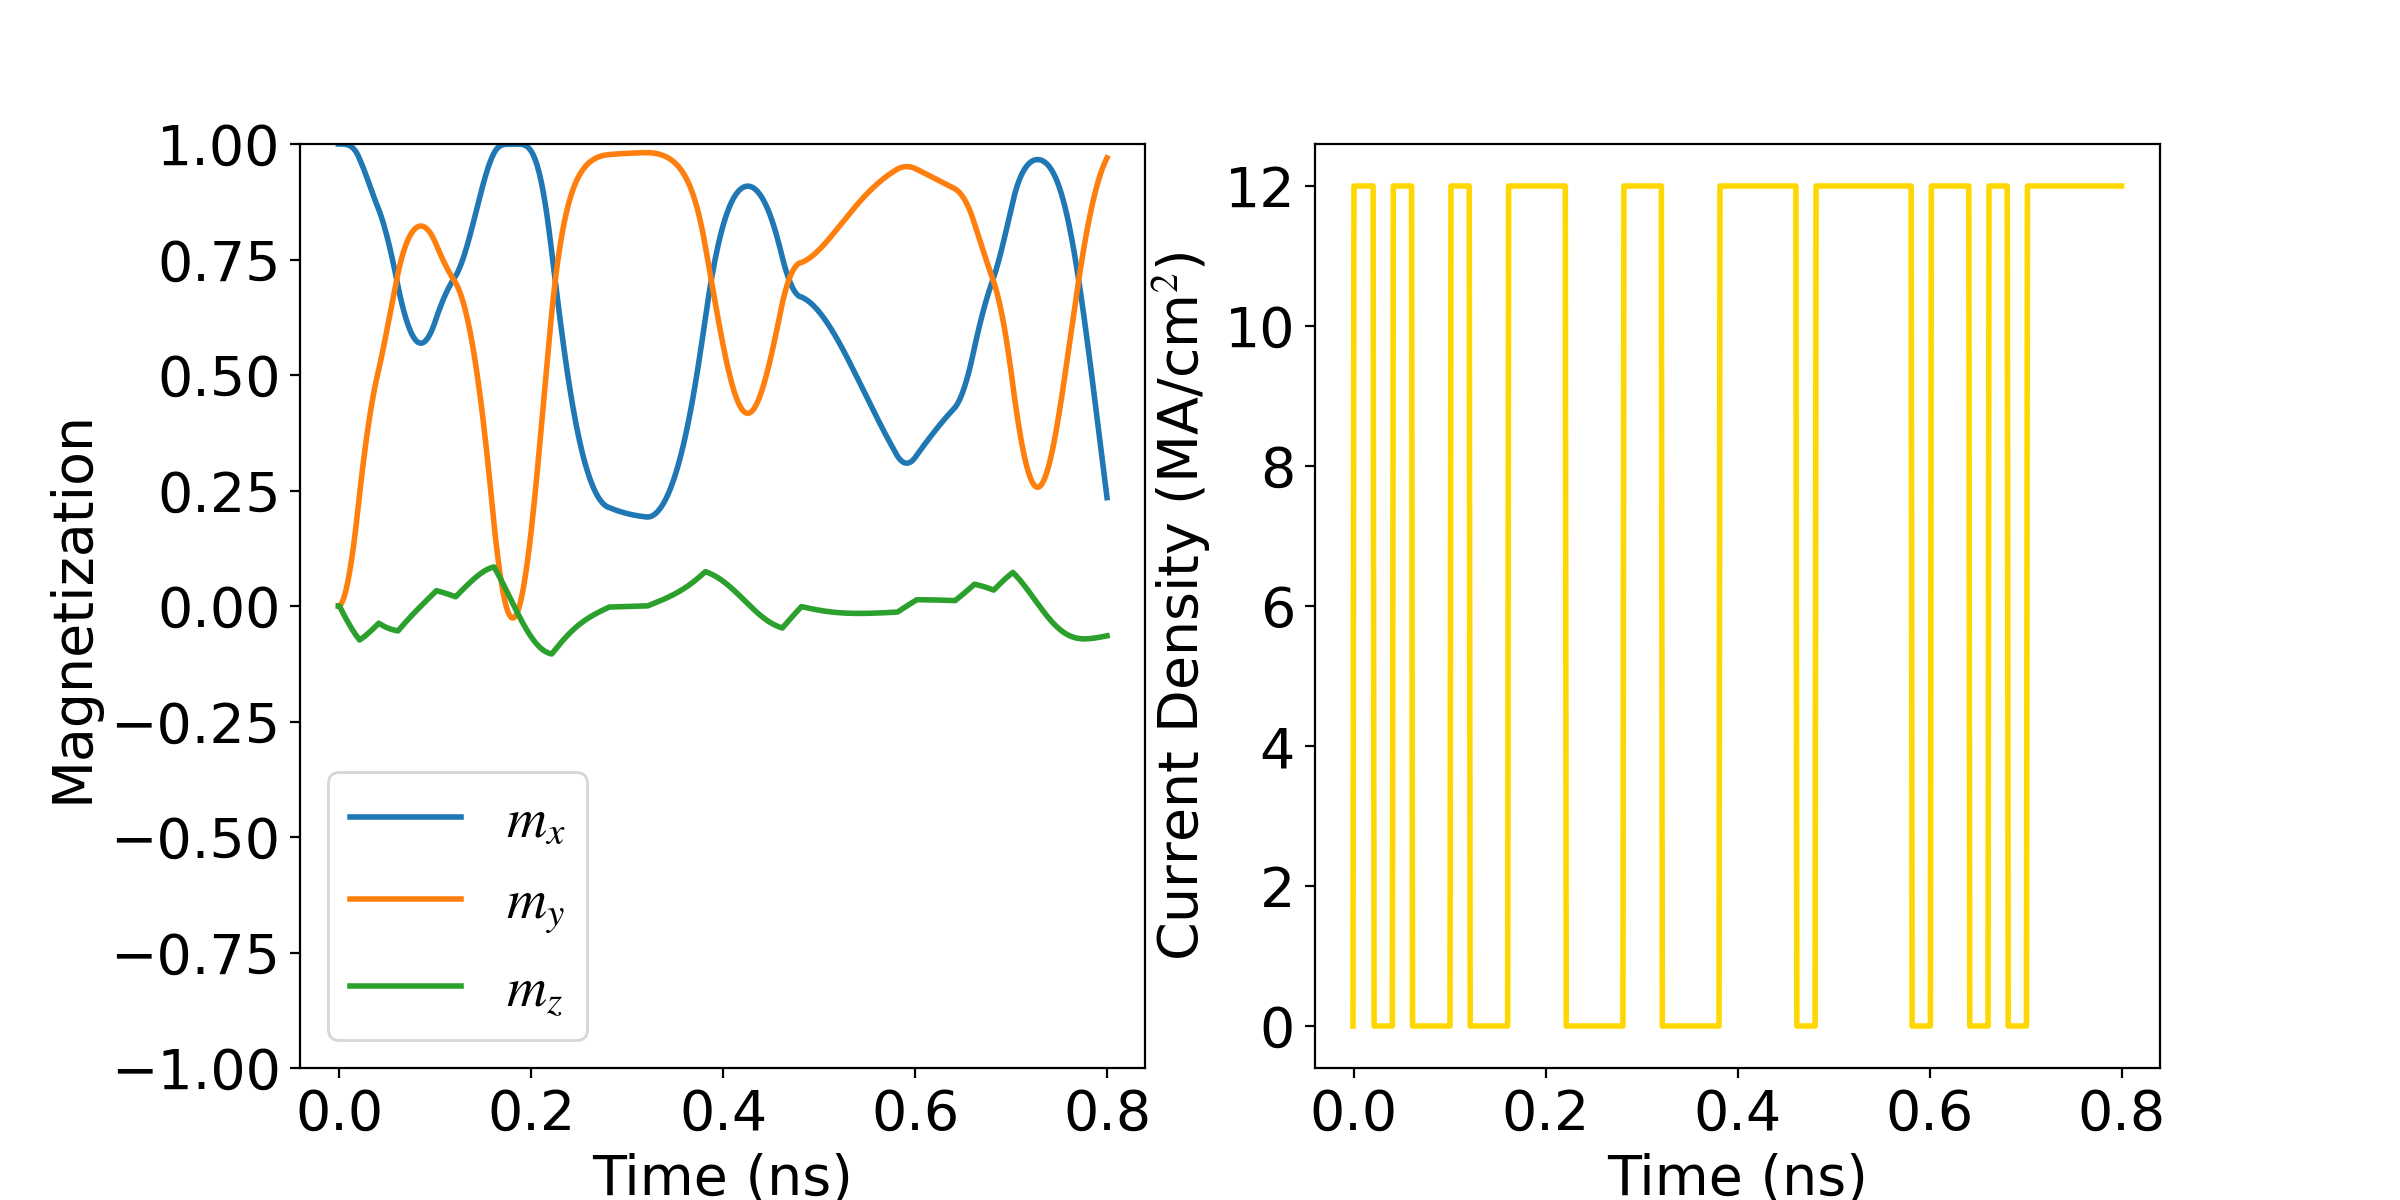 Magnetization
1.00
0.75
0.50
0.25
0.00
−0.25
−0.50
−0.75
−1.00
m_x
m_y
m_z
0.0 0.2 0.4 0.6 0.8
Time (ns)
Current Density (MA/cm²)
12
10
8
6
4
2
0
0.0 0.2 0.4 0.6 0.8
Time (ns)